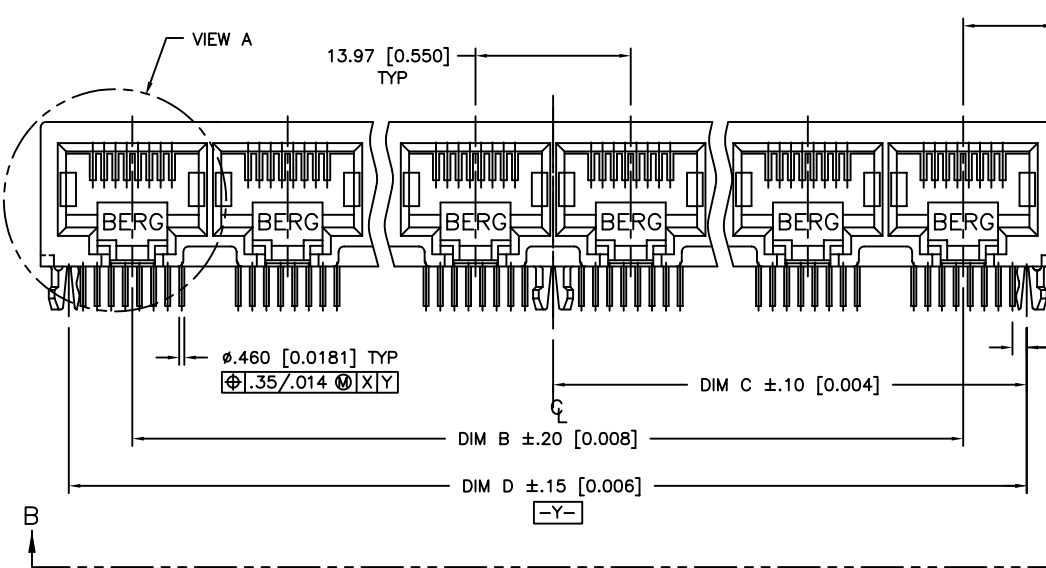 VIEW A
13.97 [0.550]
TYP
BERG BERG BERG BERG BERG BERG
ø.460 [0.0181] TYP
⌖ .35/.014 Ⓜ X Y
DIM C ±.10 [0.004]
℄
DIM B ±.20 [0.008]
DIM D ±.15 [0.006]
-Y-
B